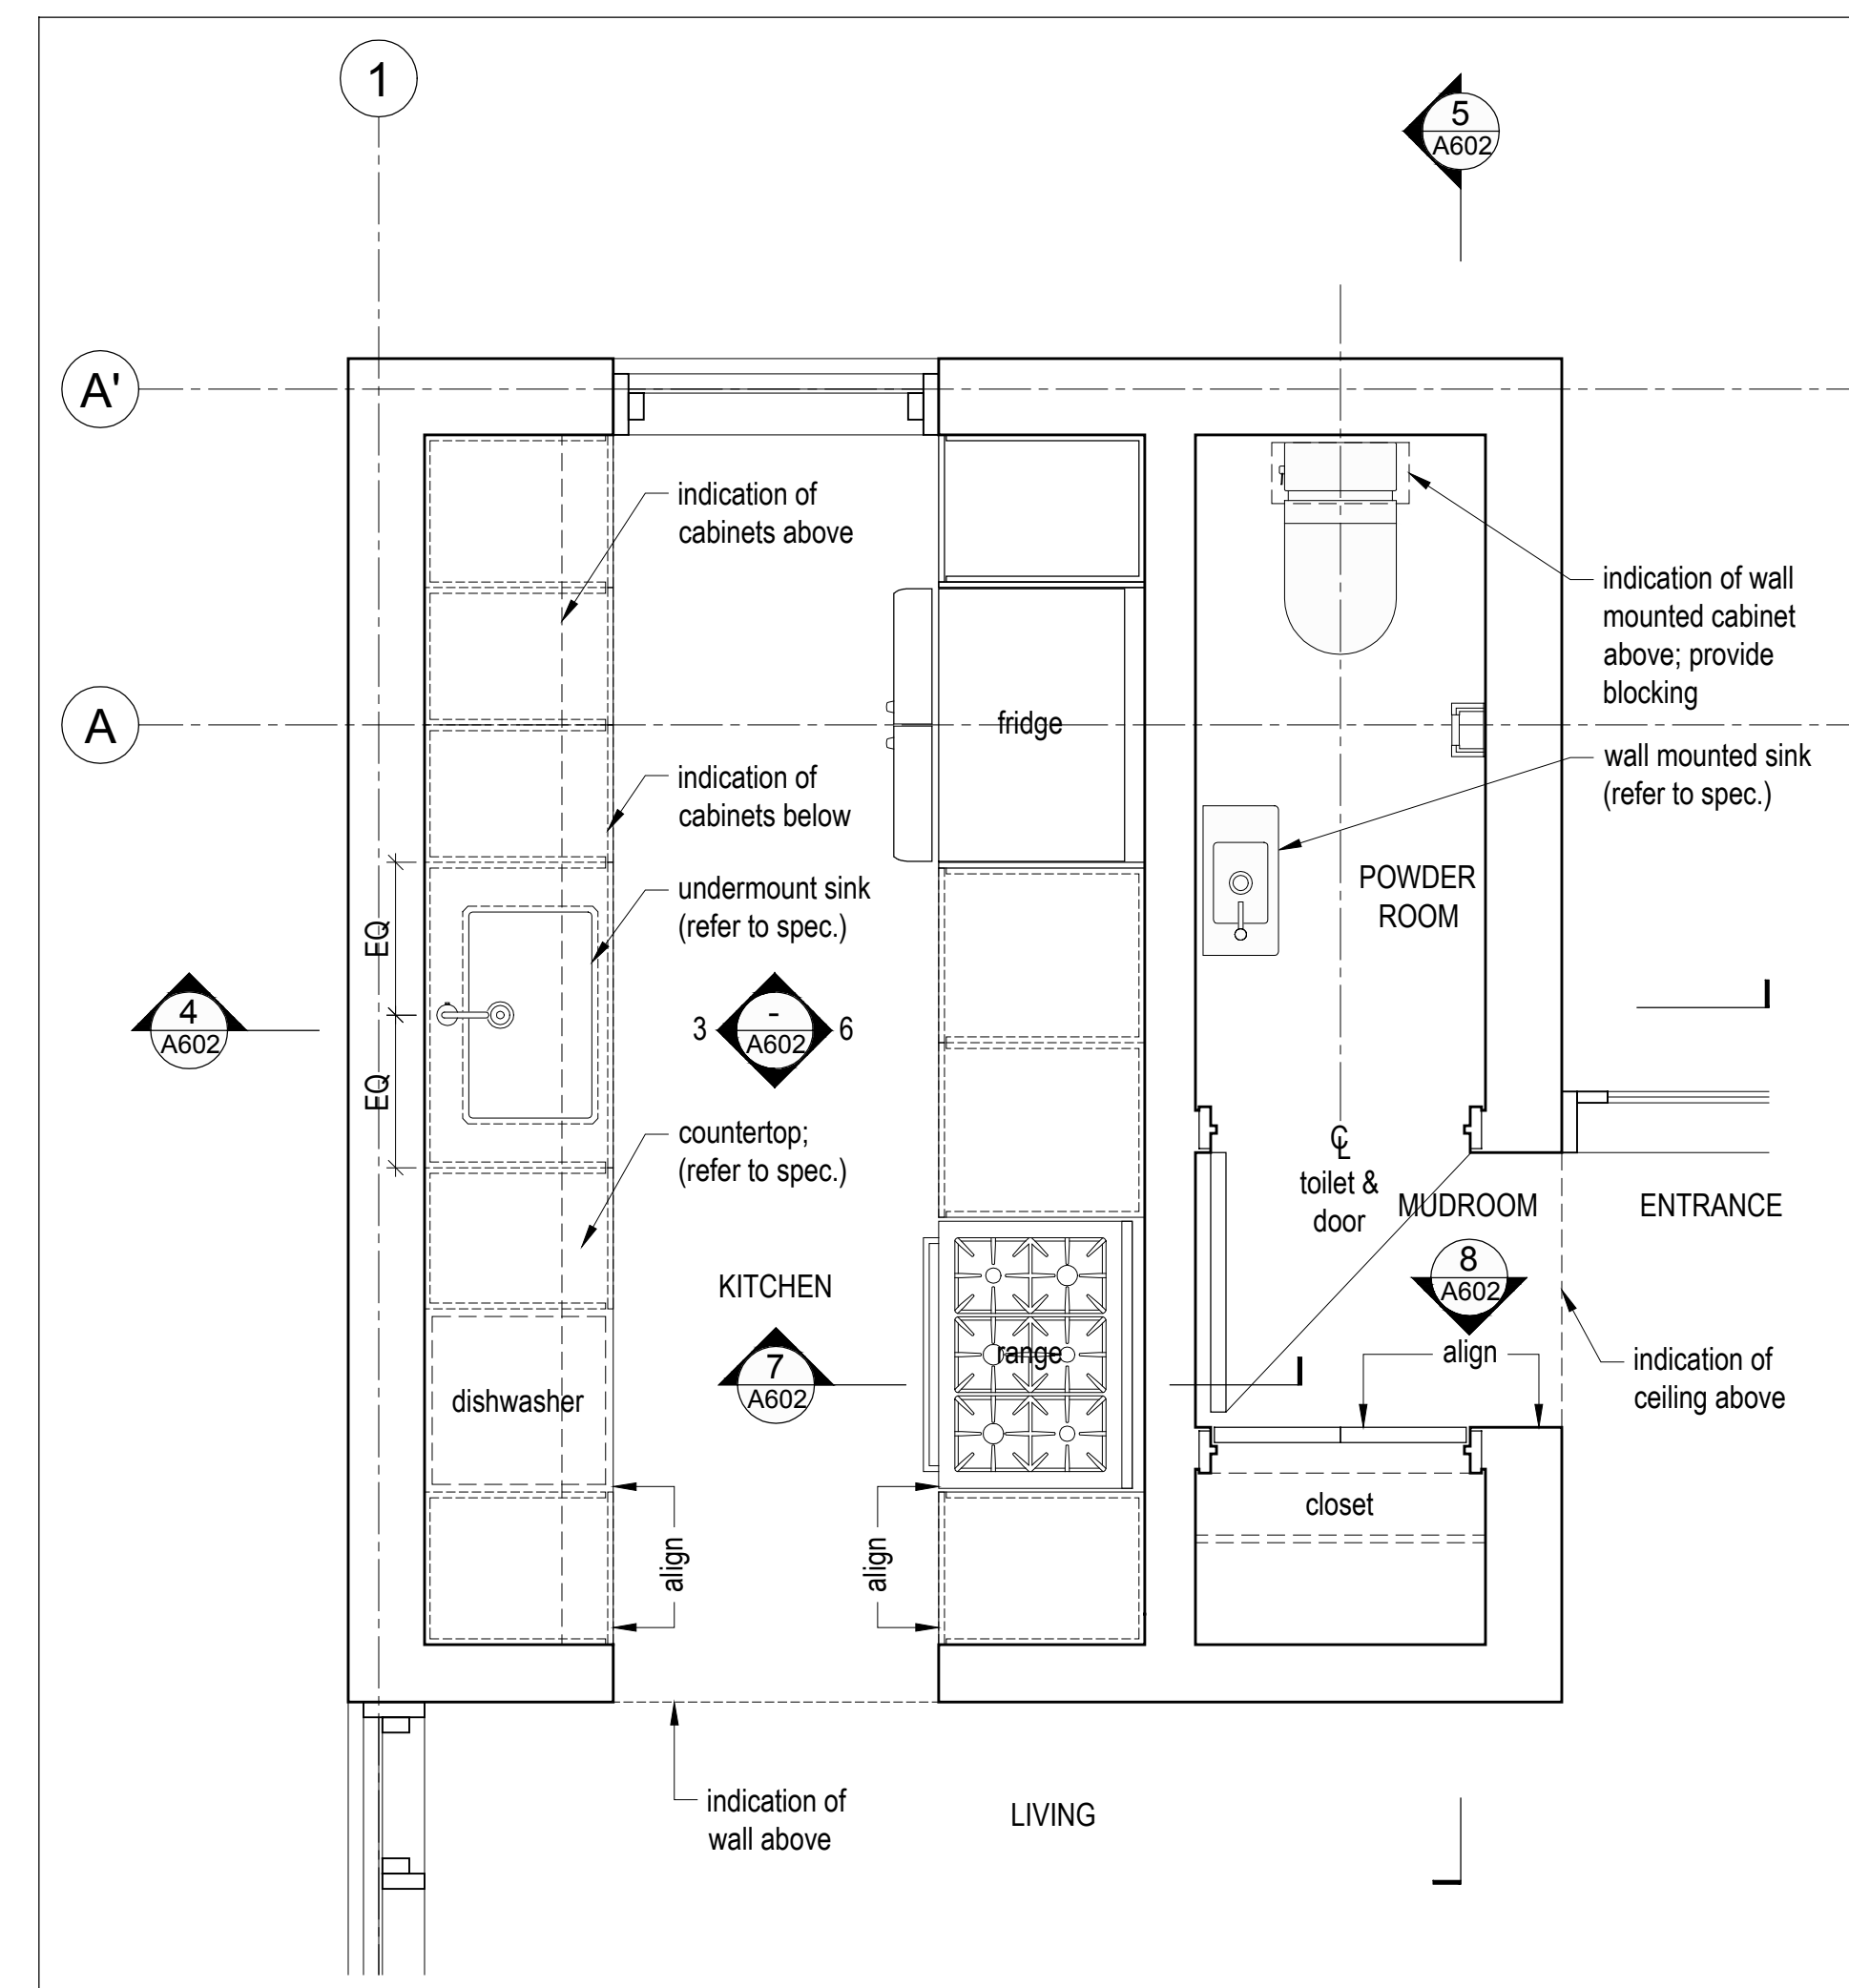 1
5
A602
A'
indication of
cabinets above
indication of wall
mounted cabinet
above; provide
blocking
A
fridge
wall mounted sink
(refer to spec.)
indication of
cabinets below
undermount sink
(refer to spec.)
POWDER
ROOM
EQ
EQ
4
A602
3
-
A602
6
countertop;
(refer to spec.)
℄
toilet &
door
MUDROOM
ENTRANCE
8
A602
KITCHEN
range
align
indication of
ceiling above
7
A602
dishwasher
closet
align
align
indication of
wall above
LIVING